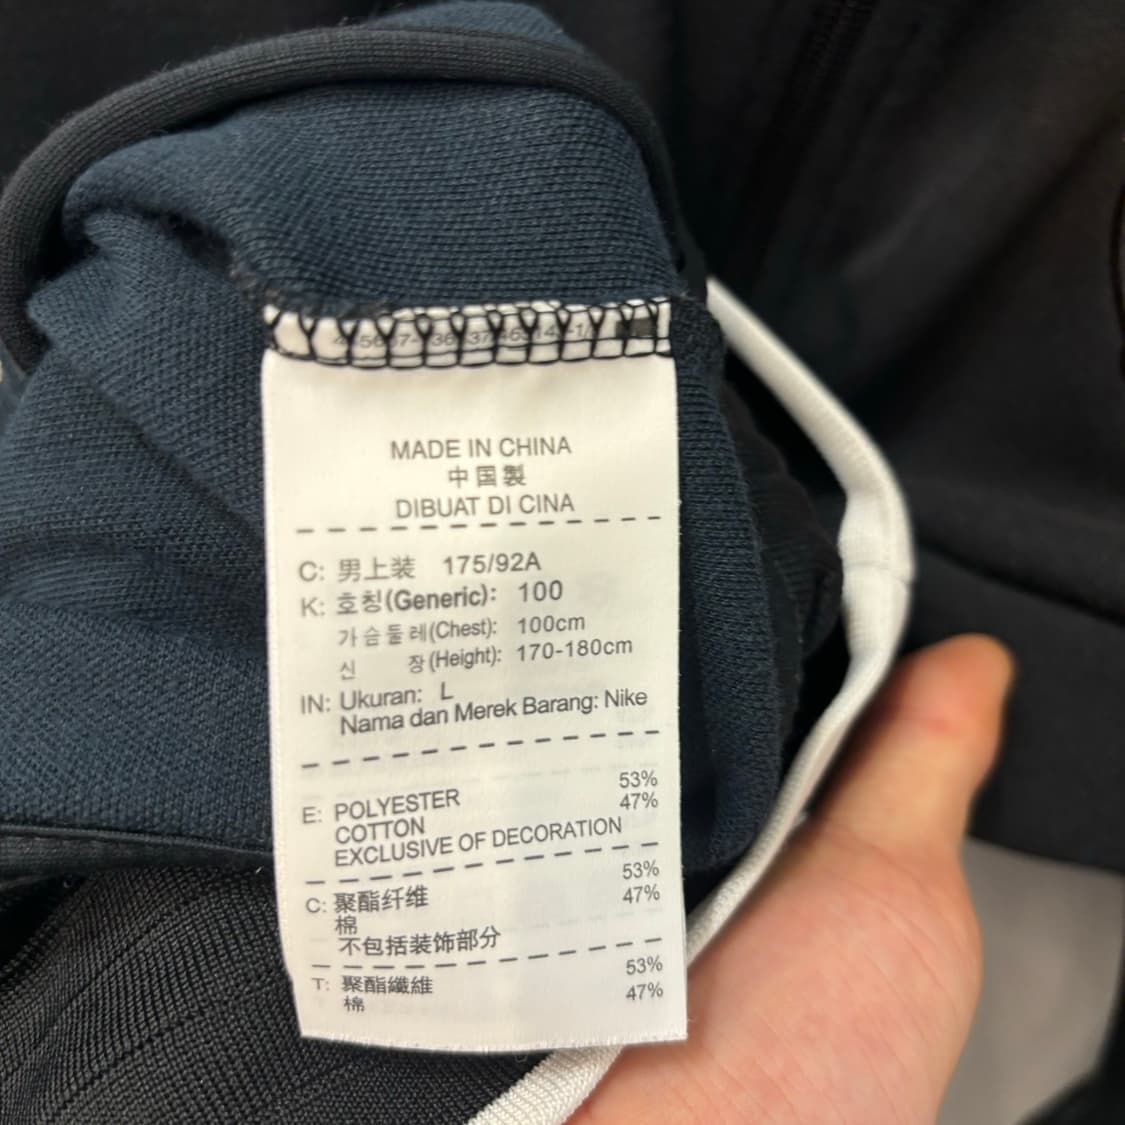 MADE IN CHINA
中国製
DIBUAT DI CINA
C: 男上装 175/92A
K: 호칭(Generic): 100
가슴둘레(Chest): 100cm
신 장(Height): 170-180cm
IN: Ukuran: L
Nama dan Merek Barang: Nike
E: POLYESTER 53%
COTTON 47%
EXCLUSIVE OF DECORATION
C: 聚酯纤维 53%
棉 47%
不包括装饰部分
T: 聚酯纖維 53%
棉 47%